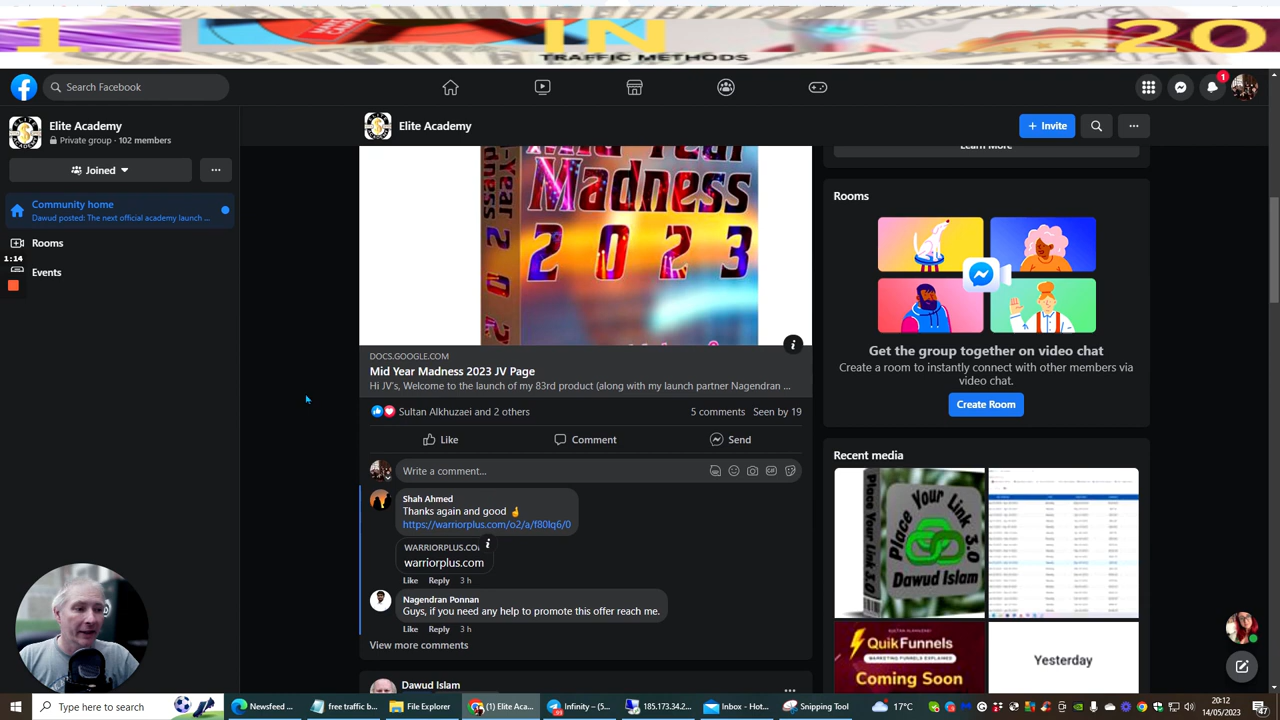 1 IN 20
TRAFFIC METHODS
Search Facebook
1
Elite Academy
Private group · 102 members
Joined
Community home
Dawud posted: The next official academy launch ...
Rooms
1:14
Events
Elite Academy
Invite
Learn More
Mid Year
Madness
2023
Madness 2023
DOCS.GOOGLE.COM
Mid Year Madness 2023 JV Page
Hi JV's, Welcome to the launch of my 83rd product (along with my launch partner Nagendran ...
Sultan Alkhuzaei and 2 others
5 comments Seen by 19
Like
Comment
Send
Write a comment...
Shah Ahmed
Thanks again and good
https://warriorplus.com/o2/a/f80lq6/0
WARRIORPLUS.CO
warriorplus.com
Like Reply 3 h
Nagendran Ponnan
Guys, if you need any help to promote this offer reach me!
Like Reply 3 h
View more comments
Dawud Islam
Rooms
Get the group together on video chat
Create a room to instantly connect with other members via
video chat.
Create Room
Recent media
Place Your Link
Dawud Islam
QuikFunnels
MARKETING FUNNELS EXPLAINED
Coming Soon
Yesterday
Type here to search
Newsfeed ...
free traffic b...
File Explorer
(1) Elite Aca...
Infinity – (5...
185.173.34.2...
Inbox - Hot...
Snipping Tool
17°C
20:12
14/05/2023